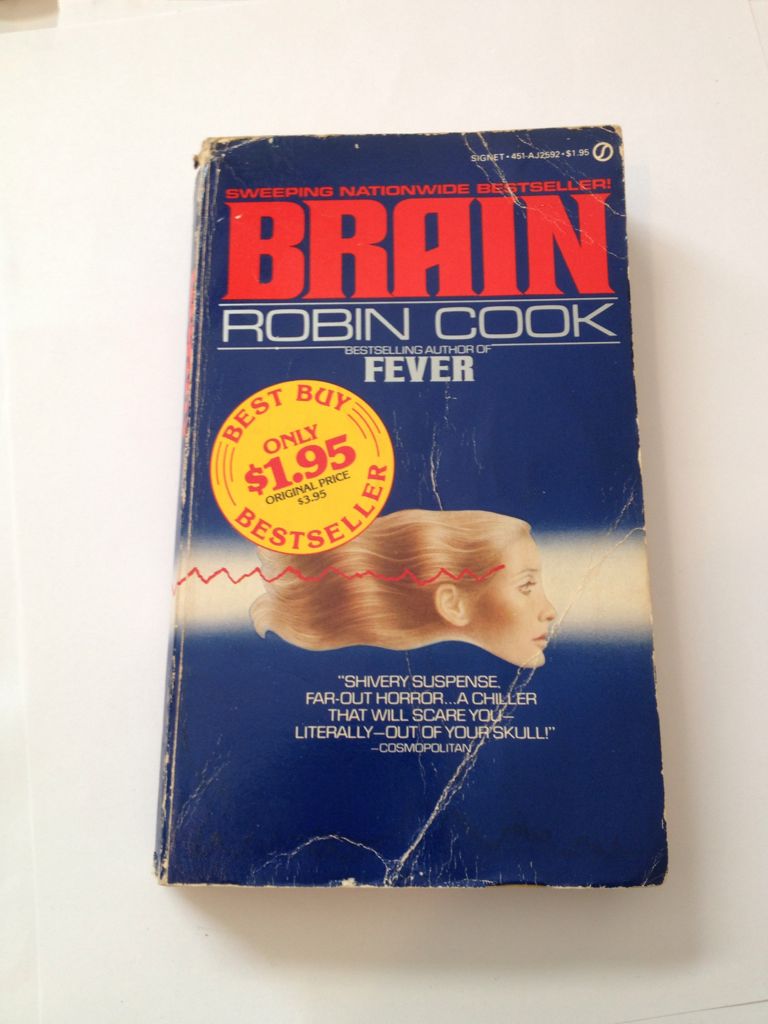 SIGNET • 451-AJ2592 • $1.95
SWEEPING NATIONWIDE BESTSELLER!
BRAIN
ROBIN COOK
BESTSELLING AUTHOR OF
FEVER
BEST BUY
ONLY
$1.95
ORIGINAL PRICE
$3.95
BESTSELLER
"SHIVERY SUSPENSE,
FAR-OUT HORROR...A CHILLER
THAT WILL SCARE YOU—
LITERALLY—OUT OF YOUR SKULL!"
—COSMOPOLITAN